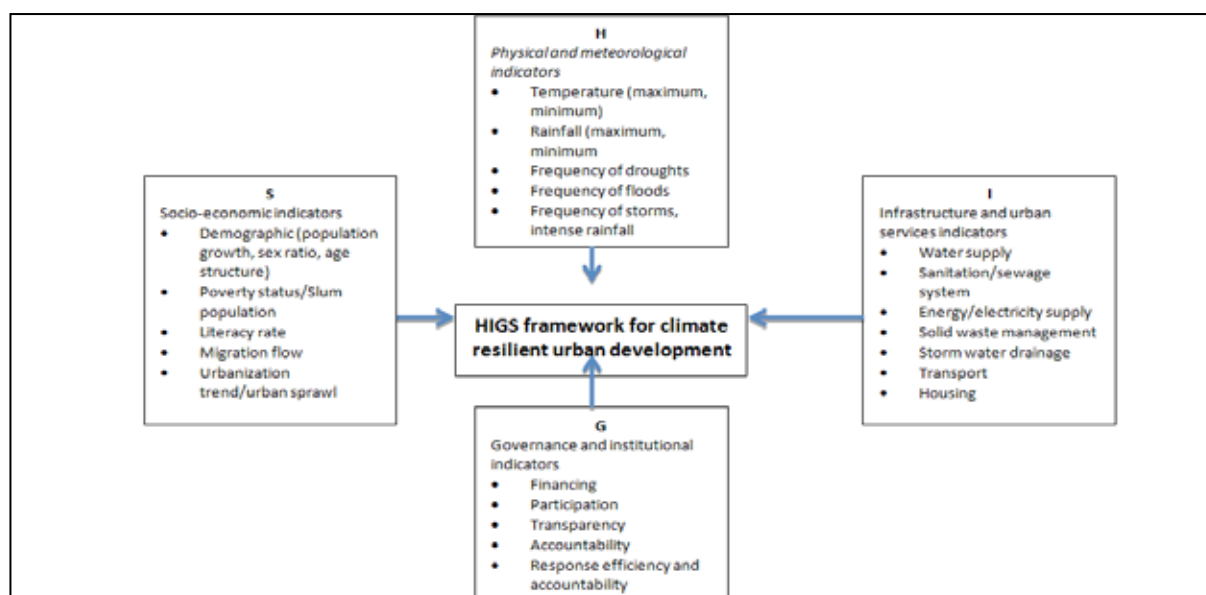 H
Physical and meteorological
indicators
• Temperature (maximum,
minimum)
• Rainfall (maximum,
minimum
• Frequency of droughts
• Frequency of floods
• Frequency of storms,
intense rainfall
S
Socio-economic indicators
• Demographic (population
growth, sex ratio, age
structure)
• Poverty status/Slum
population
• Literacy rate
• Migration flow
• Urbanization
trend/urban sprawl
HIGS framework for climate
resilient urban development
I
Infrastructure and urban
services indicators
• Water supply
• Sanitation/sewage
system
• Energy/electricity supply
• Solid waste management
• Storm water drainage
• Transport
• Housing
G
Governance and institutional
indicators
• Financing
• Participation
• Transparency
• Accountability
• Response efficiency and
accountability